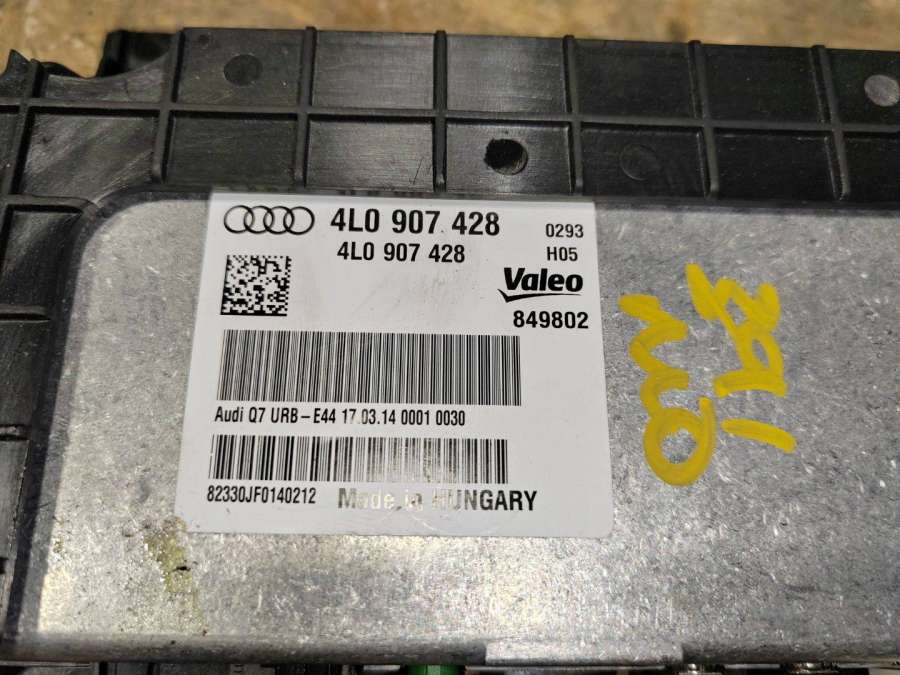 4L0 907 428
0293
4L0 907 428
H05
Valeo
849802
Audi Q7 URB-E44 17.03.14 0001 0030
82330JF0140212
Made in HUNGARY